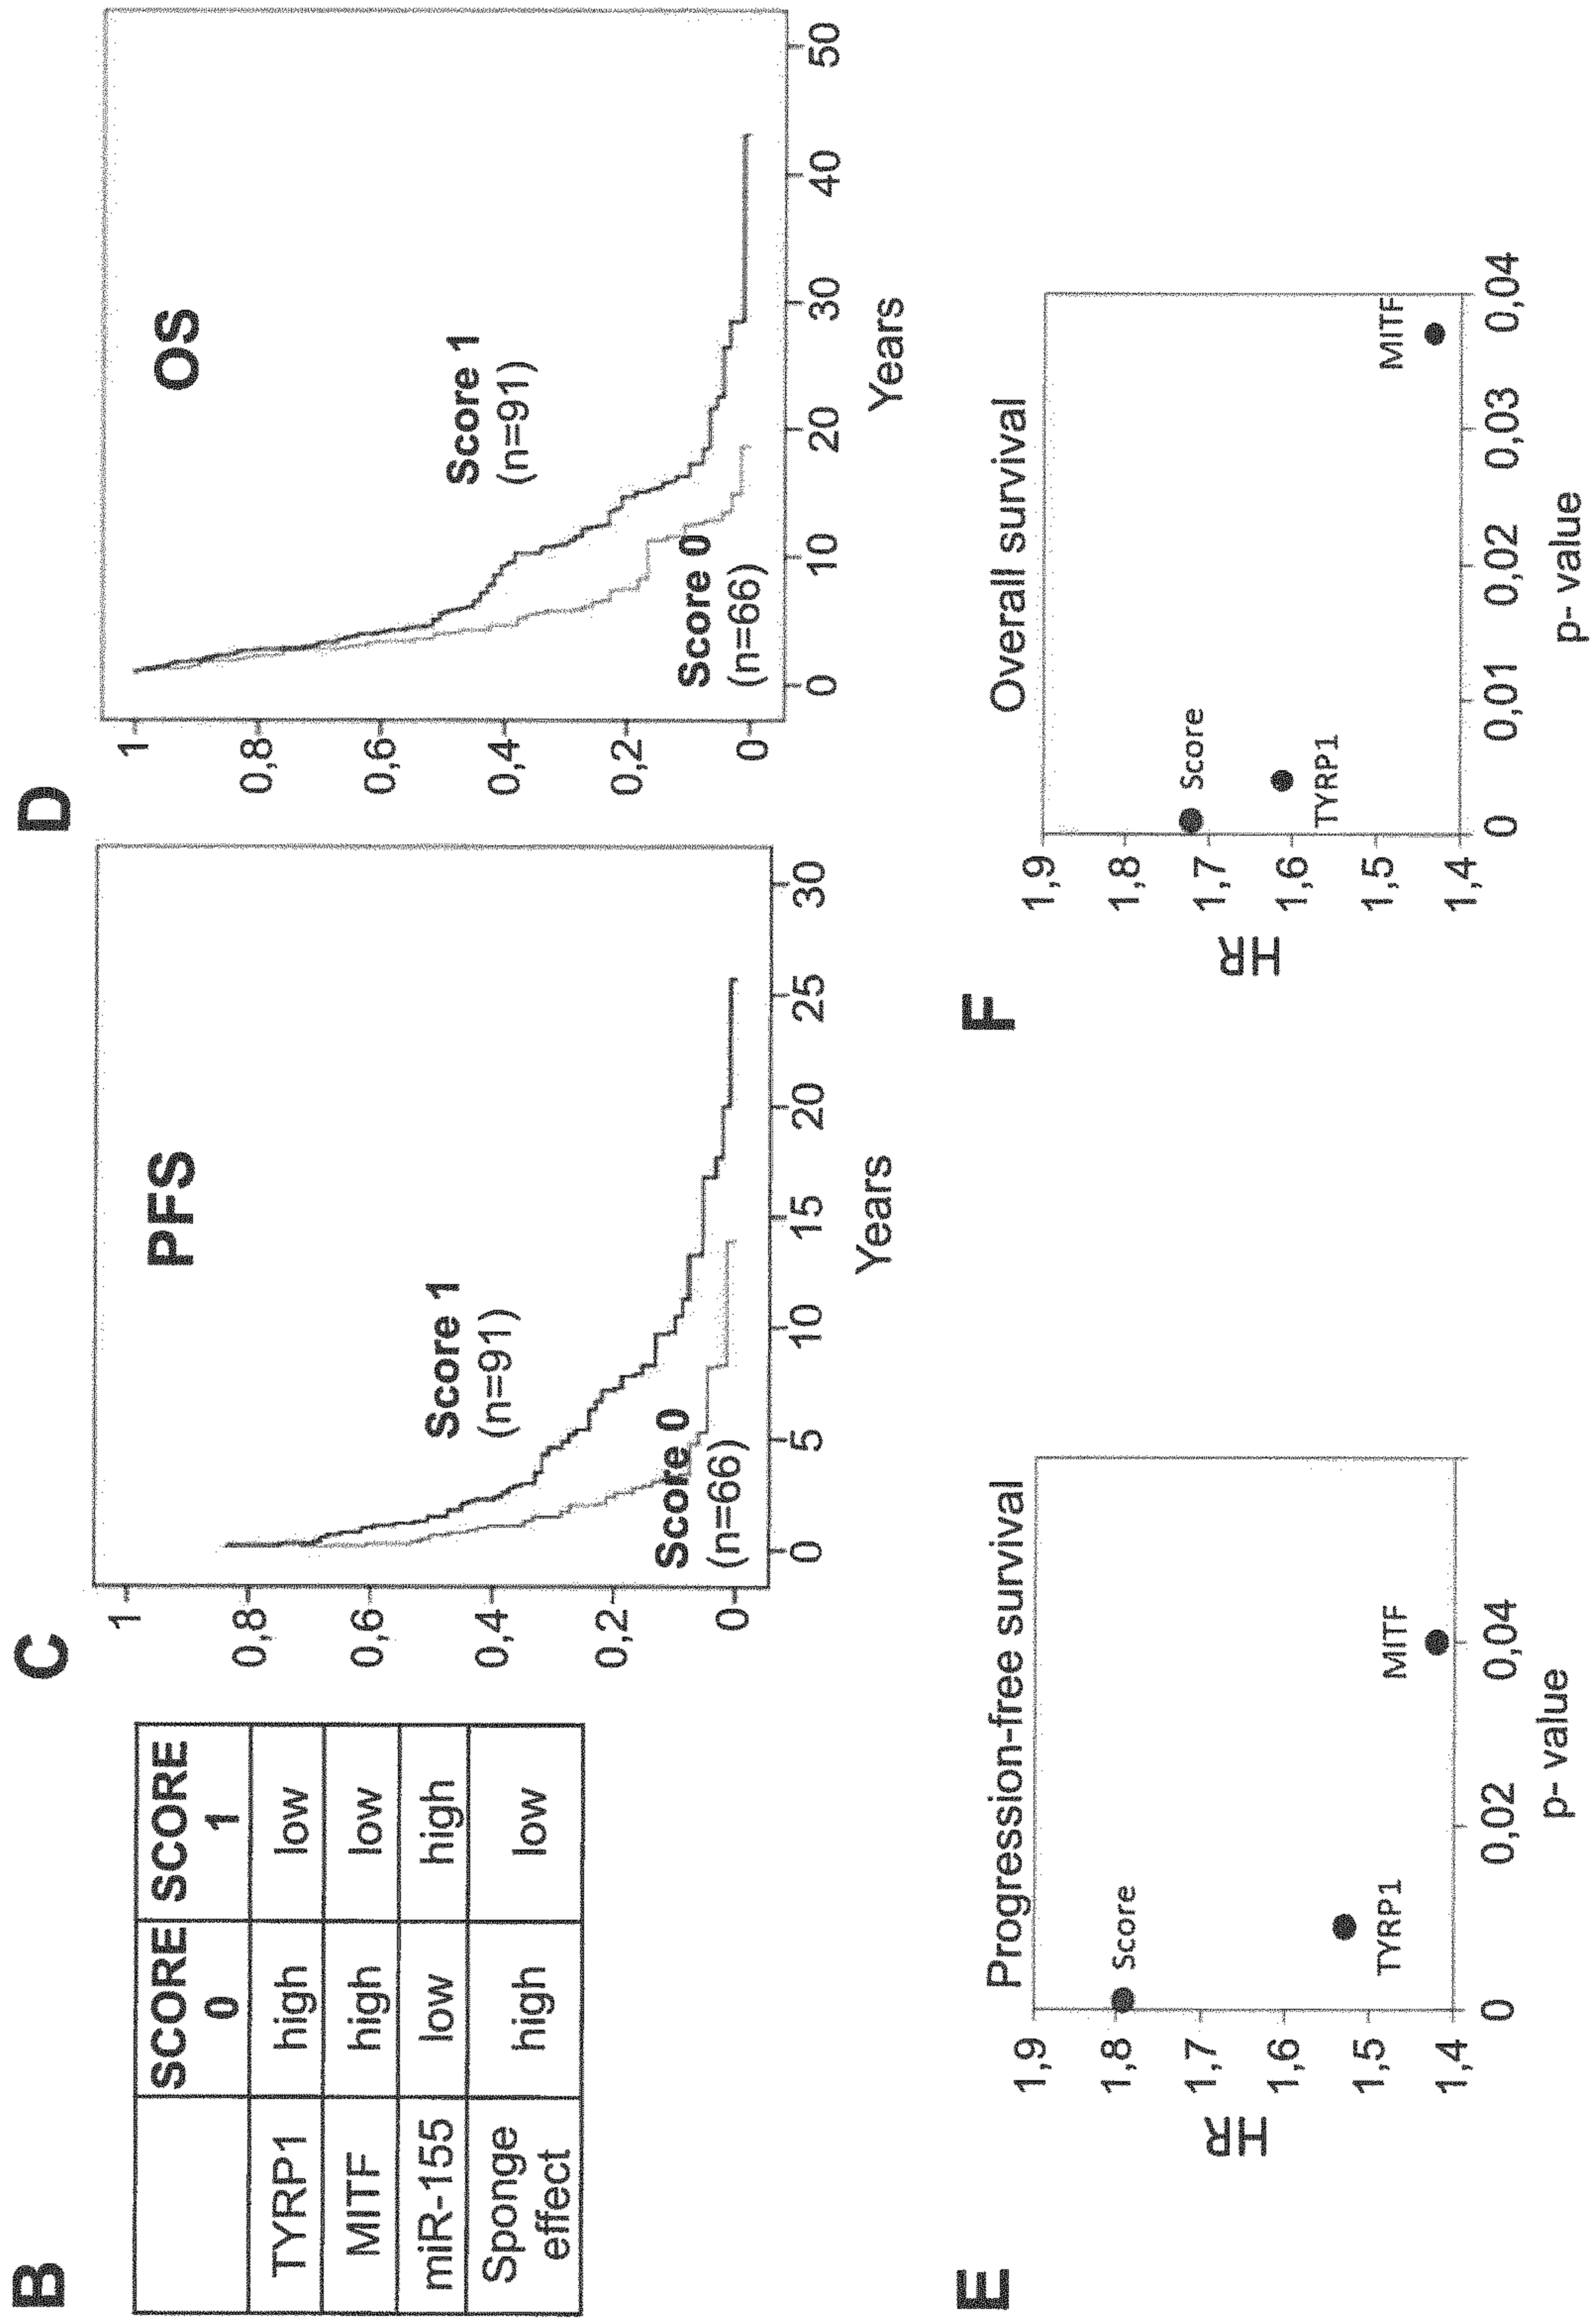 B
SCORE 0 SCORE 1
TYRP1 high low
MITF high low
miR-155 low high
Sponge effect high low
C
PFS
1
0,8
0,6
0,4
0,2
0
Score 1
(n=91)
Score 0
(n=66)
0 5 10 15 20 25 30
Years
D
OS
1
0,8
0,6
0,4
0,2
0
Score 1
(n=91)
Score 0
(n=66)
0 10 20 30 40 50
Years
E
Progression-free survival
HR
1,9
1,8
1,7
1,6
1,5
1,4
Score
TYRP1
MITF
0 0,02 0,04
p- value
F
Overall survival
HR
1,9
1,8
1,7
1,6
1,5
1,4
Score
TYRP1
MITF
0 0,01 0,02 0,03 0,04
p- value